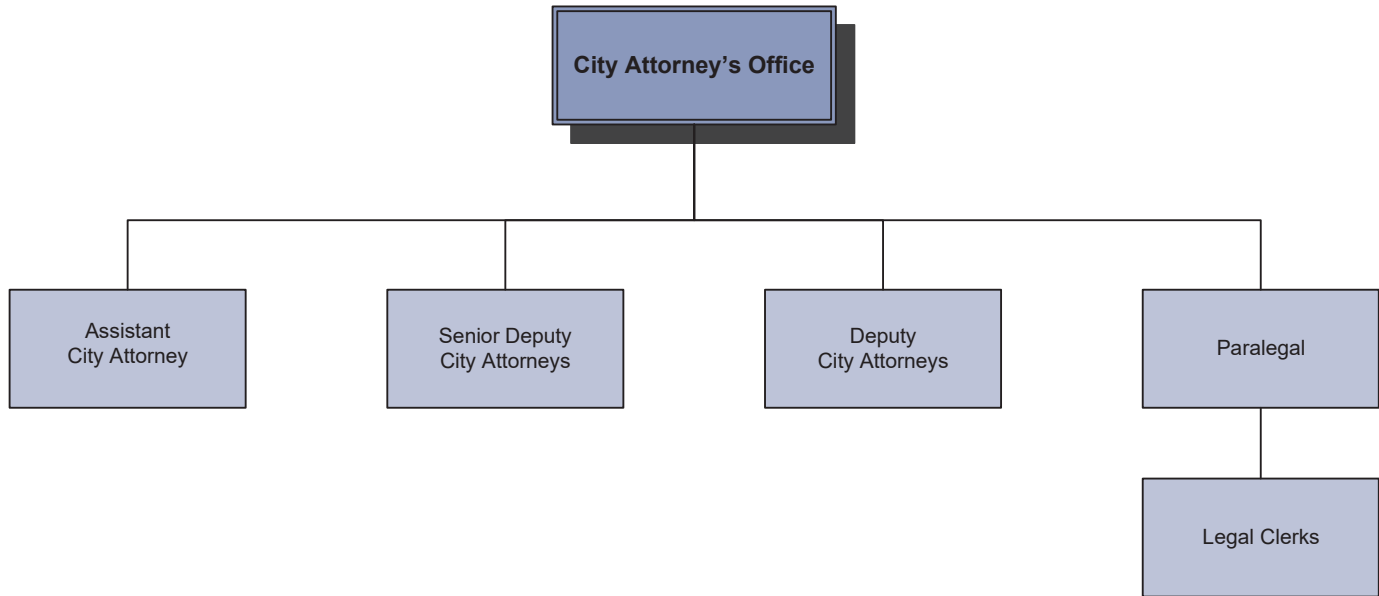 City Attorney’s Office
Assistant
City Attorney
Senior Deputy
City Attorneys
Deputy
City Attorneys
Paralegal
Legal Clerks